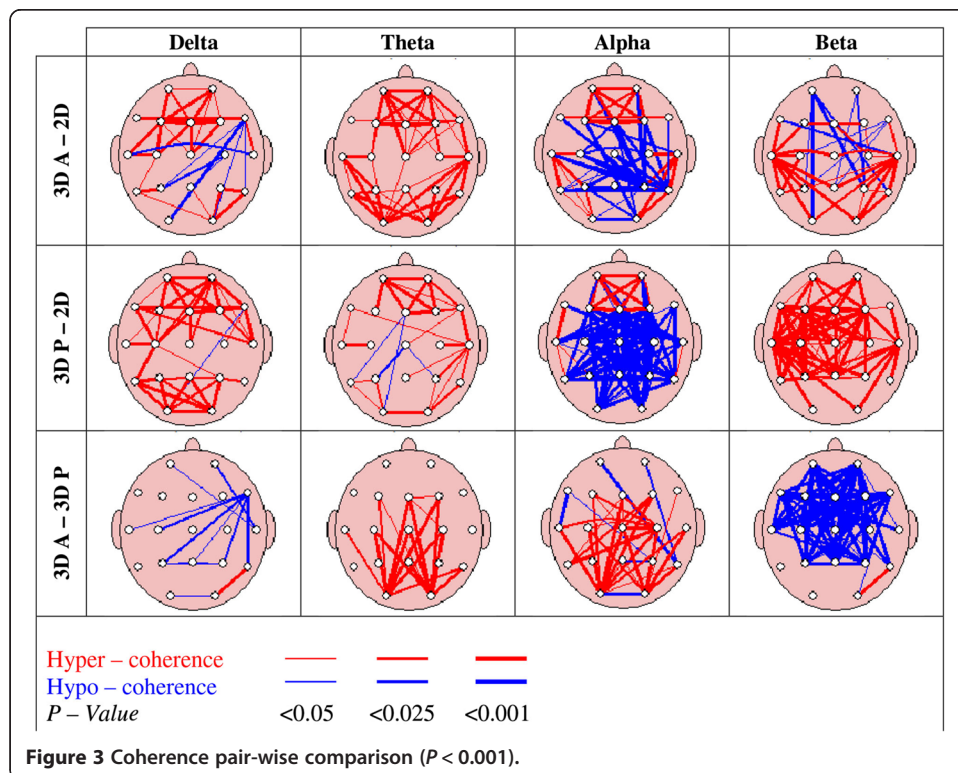 Delta Theta Alpha Beta
3D A – 2D
3D P – 2D
3D A – 3D P
Hyper – coherence
Hypo – coherence
P – Value <0.05 <0.025 <0.001
Figure 3 Coherence pair-wise comparison (P < 0.001).